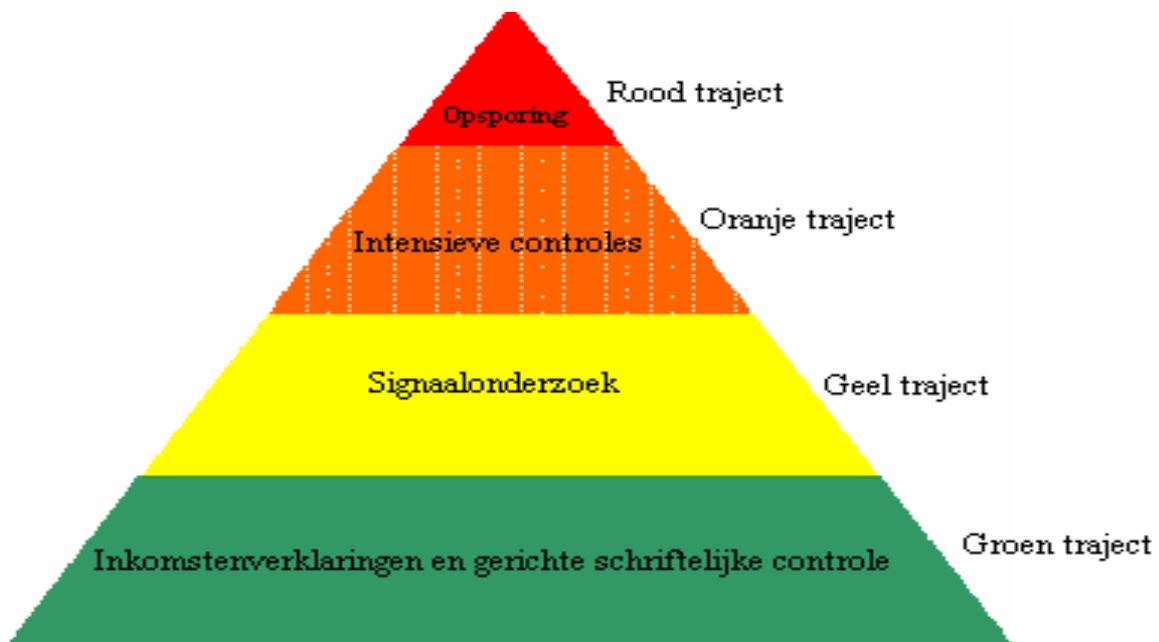 Rood traject
Opsporing
Oranje traject
Intensieve controles
Signaalonderzoek
Geel traject
Groen traject
Inkomstenverklaringen en gerichte schriftelijke controle